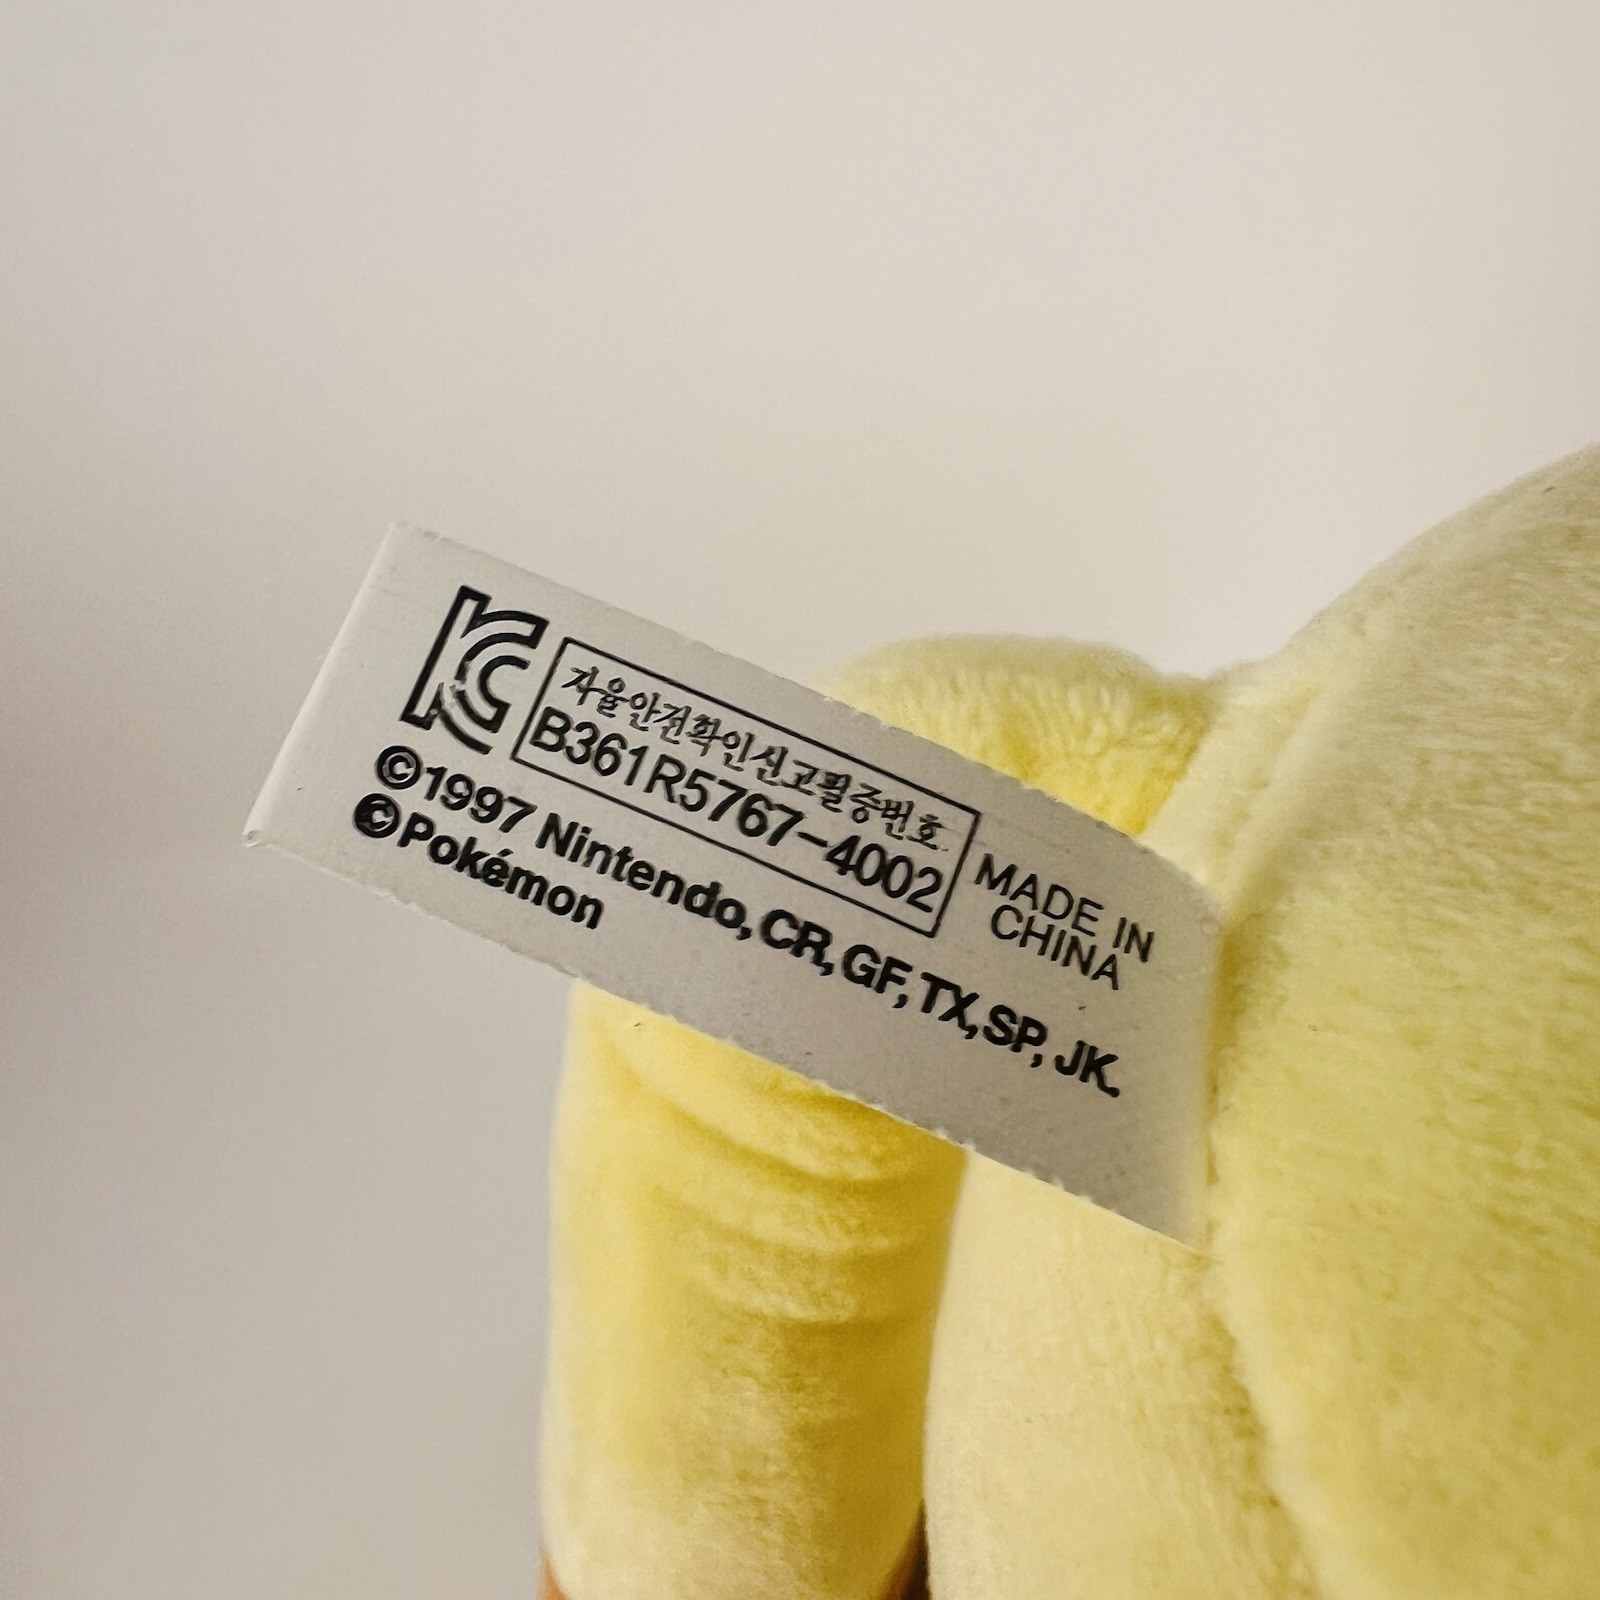 KC
자율안전확인신고필증번호
B361R5767-4002
MADE IN
CHINA
©1997 Nintendo, CR, GF, TX, SP, JK.
©Pokémon